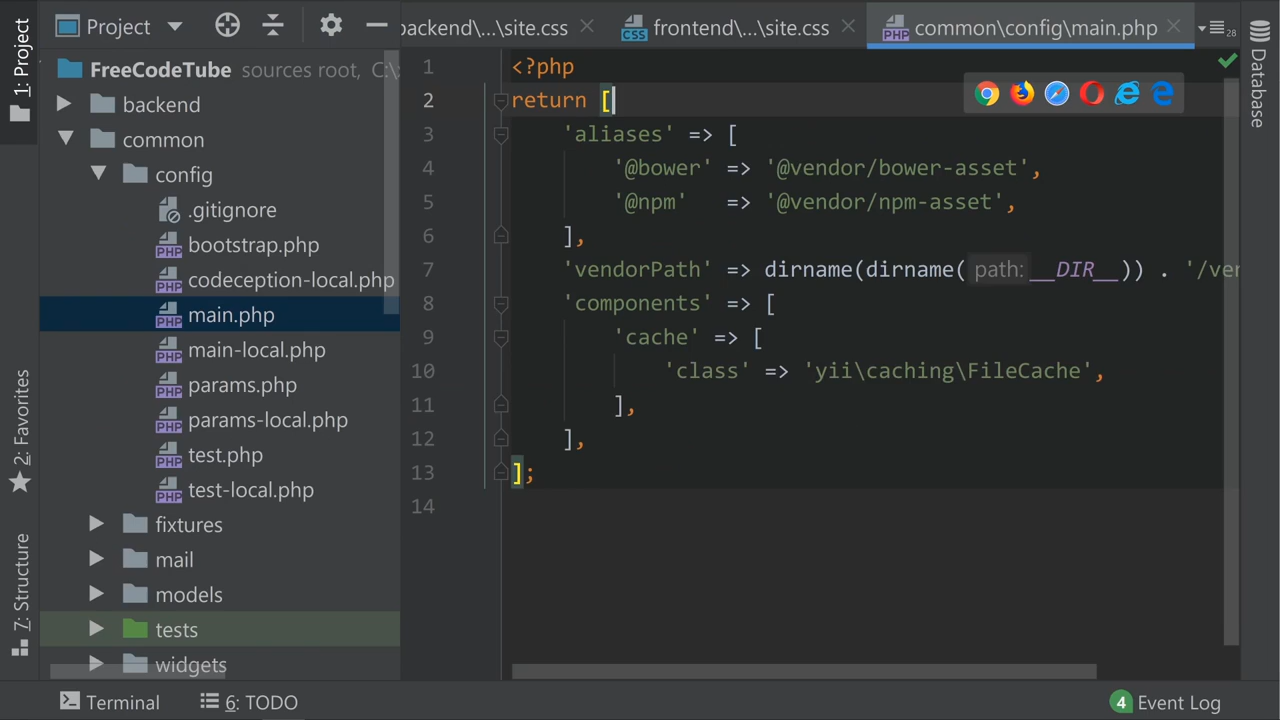 Project
backend\...\site.css
frontend\...\site.css
common\config\main.php
28
1: Project
2: Favorites
7: Structure
Database
FreeCodeTube sources root, C:\
backend
common
config
.gitignore
bootstrap.php
codeception-local.php
main.php
main-local.php
params.php
params-local.php
test.php
test-local.php
fixtures
mail
models
tests
widgets
1 <?php
2 return [
3 'aliases' => [
4 '@bower' => '@vendor/bower-asset',
5 '@npm' => '@vendor/npm-asset',
6 ],
7 'vendorPath' => dirname(dirname( path: __DIR__)) . '/ven
8 'components' => [
9 'cache' => [
10 'class' => 'yii\caching\FileCache',
11 ],
12 ],
13 ];
14
Terminal
6: TODO
4 Event Log